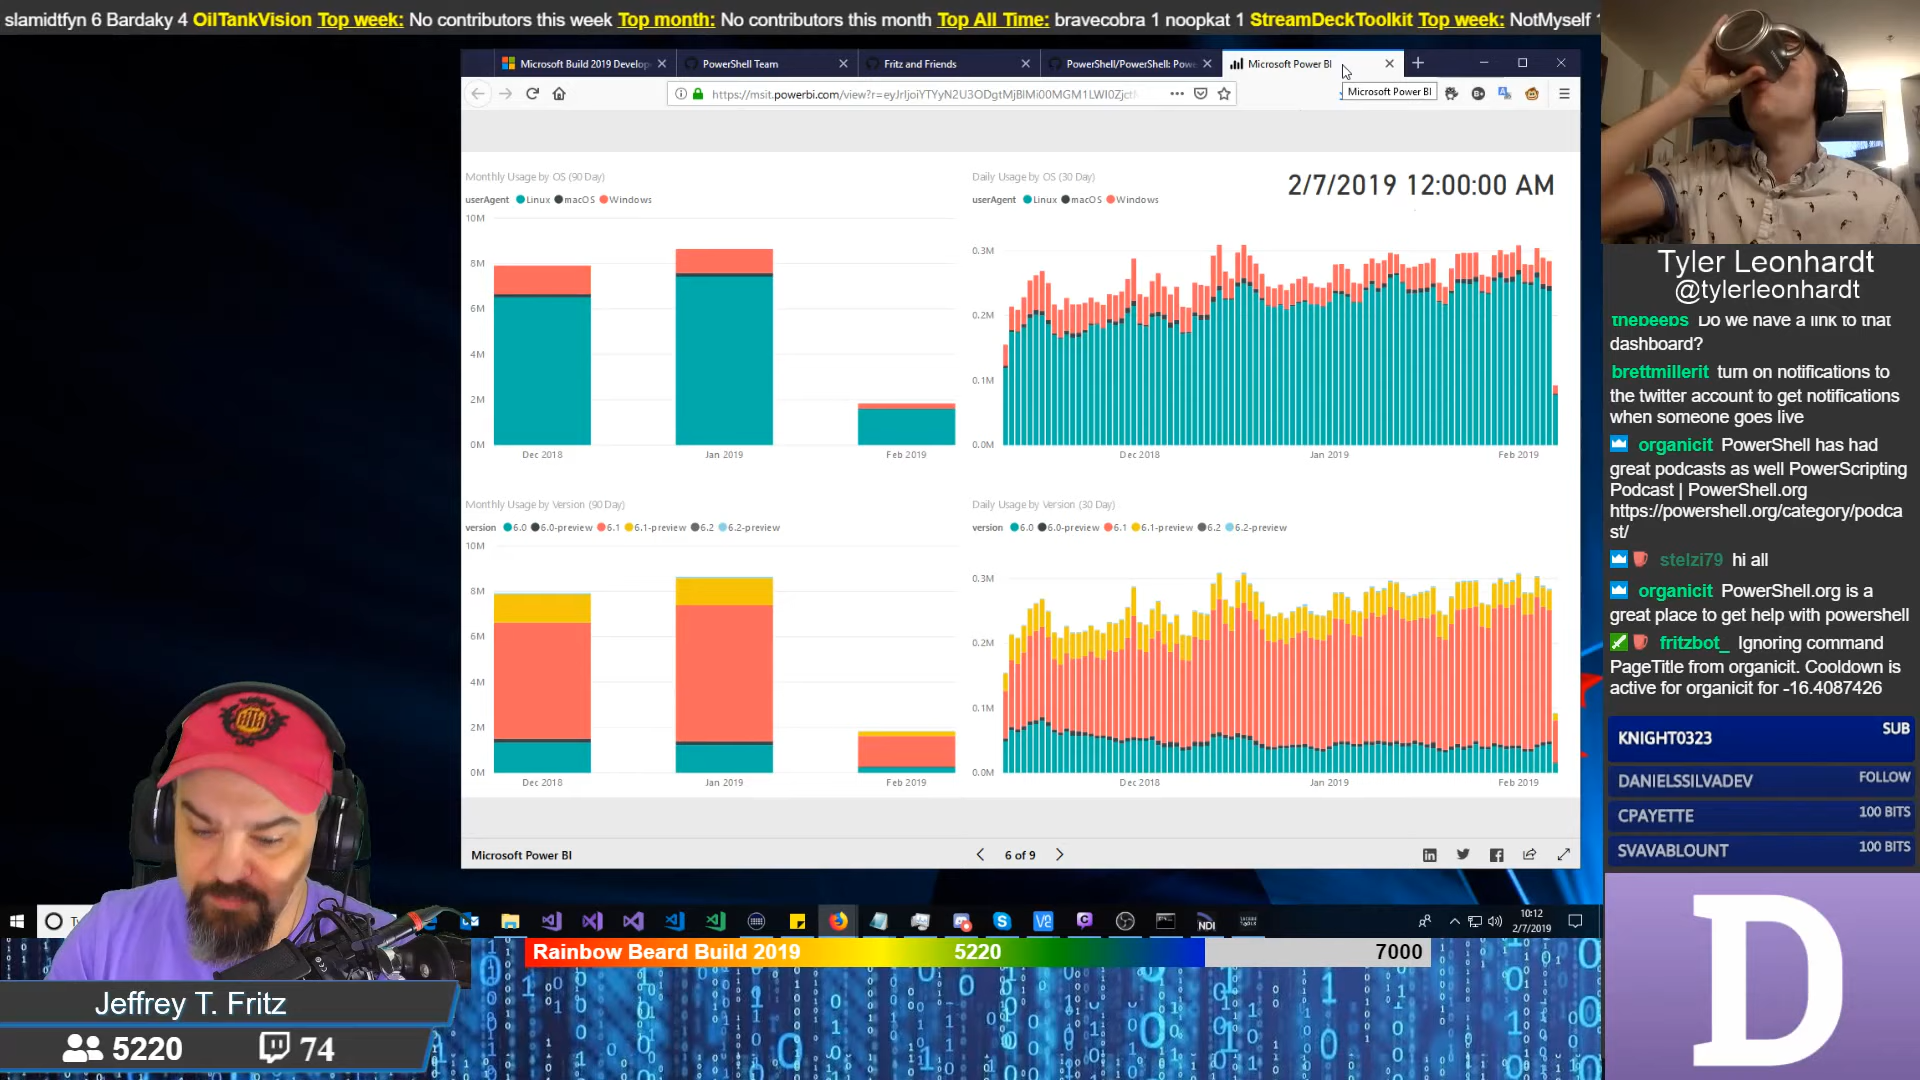 slamidtfyn 6 Bardaky 4 OilTankVision Top week: No contributors this week Top month: No contributors this month Top All Time: bravecobra 1 noopkat 1 StreamDeckToolkit Top week: NotMyself
Microsoft Build 2019 Develop
PowerShell Team
Fritz and Friends
PowerShell/PowerShell: Powe
Microsoft Power BI
https://msit.powerbi.com/view?r=
Microsoft Power BI
Monthly Usage by OS (90 Day)
userAgent Linux macOS Windows
10M
8M
6M
4M
2M
0M
Dec 2018
Jan 2019
Feb 2019
Daily Usage by OS (30 Day)
2/7/2019 12:00:00 AM
userAgent Linux macOS Windows
0.3M
0.2M
0.1M
0.0M
Dec 2018
Jan 2019
Feb 2019
Monthly Usage by Version (90 Day)
version 6.0 6.0-preview 6.1 6.1-preview 6.2 6.2-preview
10M
8M
6M
4M
2M
0M
Dec 2018
Jan 2019
Feb 2019
Daily Usage by Version (30 Day)
version 6.0 6.0-preview 6.1 6.1-preview 6.2 6.2-preview
0.3M
0.2M
0.1M
0.0M
Dec 2018
Jan 2019
Feb 2019
Microsoft Power BI
6 of 9
Tyler Leonhardt
@tylerleonhardt
thebeebs Do we have a link to that
dashboard?
brettmillerit turn on notifications to
the twitter account to get notifications
when someone goes live
organicit PowerShell has had
great podcasts as well PowerScripting
Podcast | PowerShell.org
https://powershell.org/category/podca
st/
stelzi79 hi all
organicit PowerShell.org is a
great place to get help with powershell
fritzbot_ Ignoring command
PageTitle from organicit. Cooldown is
active for organicit for -16.4087426
KNIGHT0323 SUB
DANIELSSILVADEV FOLLOW
CPAYETTE 100 BITS
SVAVABLOUNT 100 BITS
D
Ty
NDI
10:12
2/7/2019
Rainbow Beard Build 2019 5220 7000
Jeffrey T. Fritz
5220 74